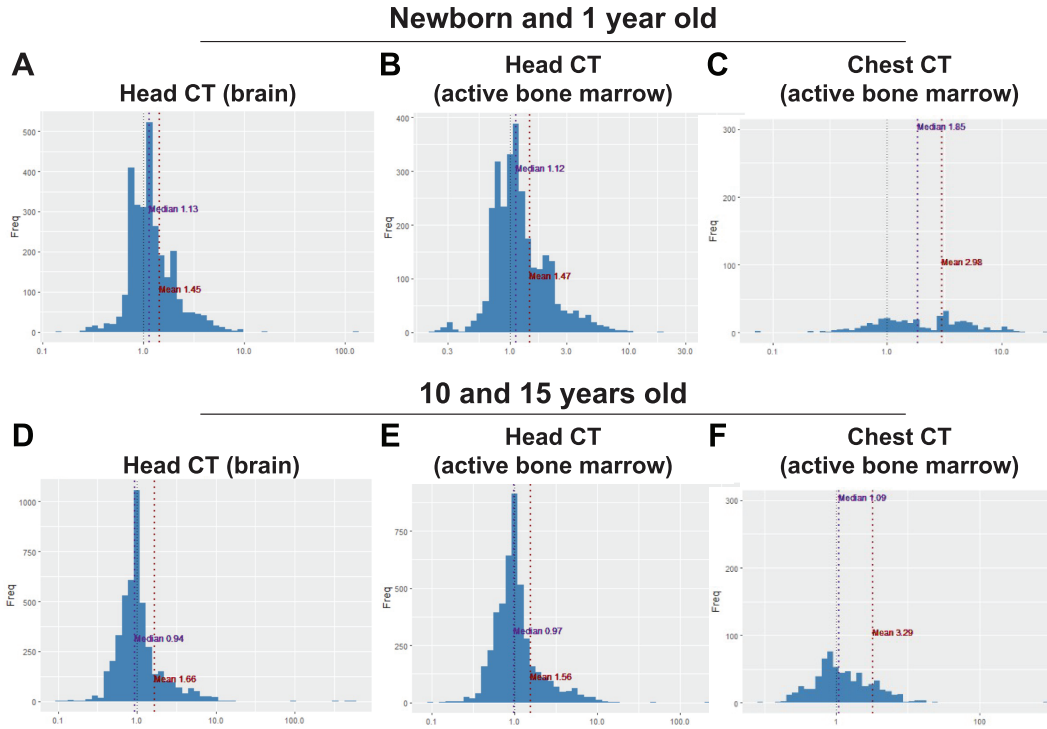 Newborn and 1 year old
A
Head CT (brain)
500
400
300
200
100
0
Freq
Median 1.13
Mean 1.45
0.1
1.0
10.0
100.0
B
Head CT
(active bone marrow)
400
300
200
100
0
Freq
Median 1.12
Mean 1.47
0.3
1.0
3.0
10.0
30.0
C
Chest CT
(active bone marrow)
300
200
100
0
Freq
Median 1.85
Mean 2.98
0.1
1.0
10.0
10 and 15 years old
D
Head CT (brain)
1000
750
500
250
0
Freq
Median 0.94
Mean 1.66
0.1
1.0
10.0
100.0
E
Head CT
(active bone marrow)
750
500
250
0
Freq
Median 0.97
Mean 1.56
0.1
1.0
10.0
100.0
F
Chest CT
(active bone marrow)
300
200
100
0
Freq
Median 1.09
Mean 3.29
1
100